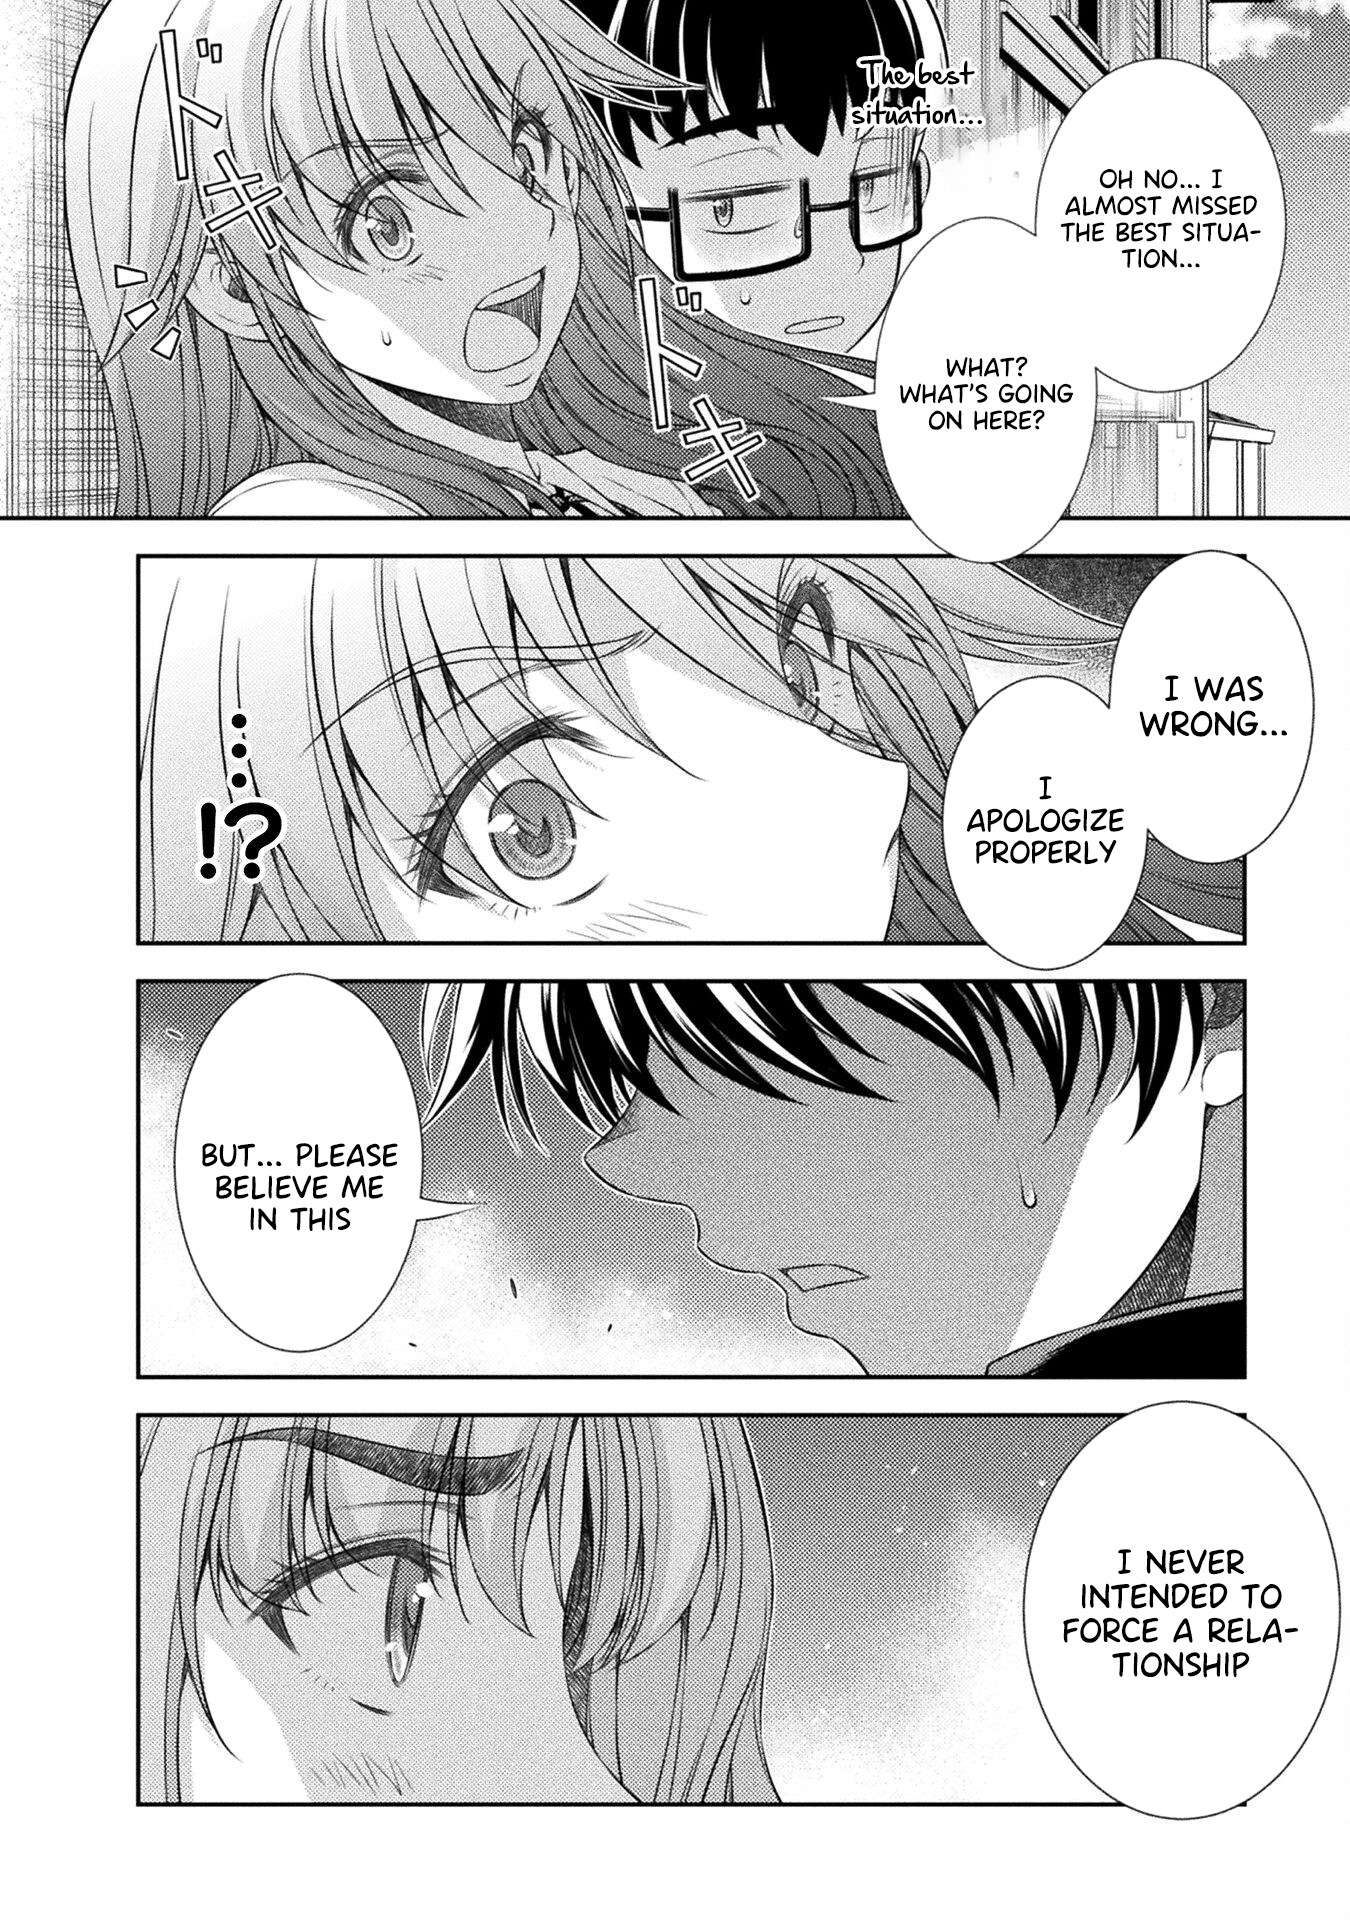 The best
situation...
OH NO... I
ALMOST MISSED
THE BEST SITUA-
TION...
WHAT?
WHAT'S GOING
ON HERE?
ドキ
ドキ
I WAS
WRONG...
I
APOLOGIZE
PROPERLY
...!?
BUT... PLEASE
BELIEVE ME
IN THIS
I NEVER
INTENDED TO
FORCE A RELA-
TIONSHIP